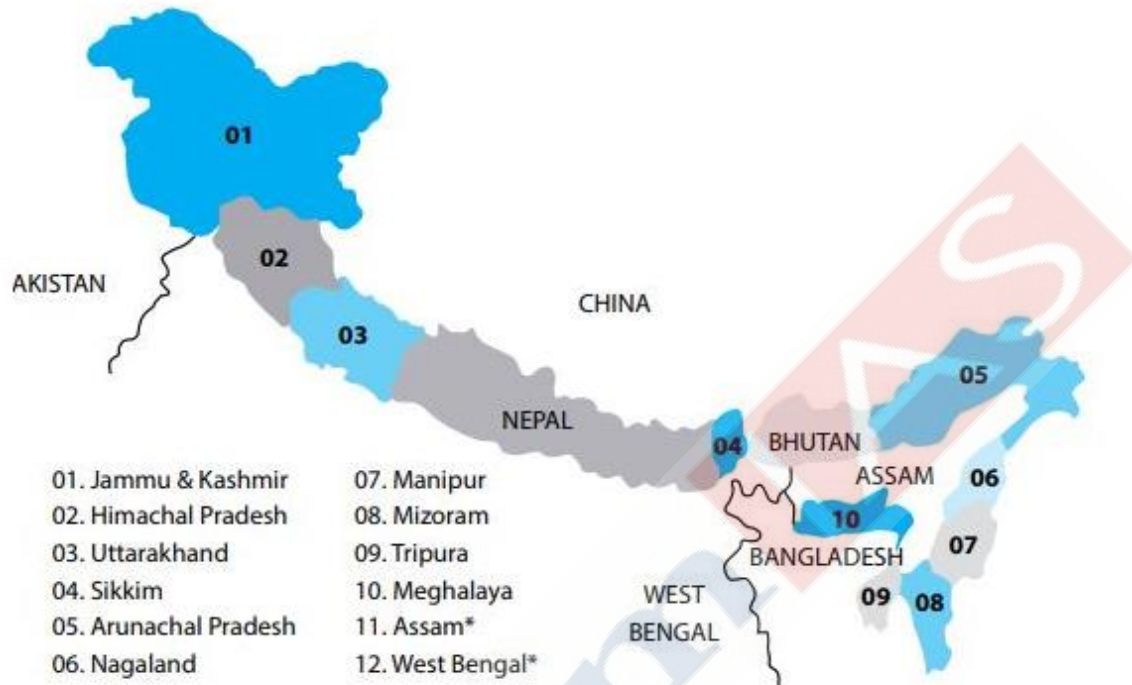 01
02
AKISTAN
CHINA
03
05
NEPAL
04
BHUTAN
ASSAM
06
01. Jammu & Kashmir
02. Himachal Pradesh
03. Uttarakhand
04. Sikkim
05. Arunachal Pradesh
06. Nagaland
07. Manipur
08. Mizoram
09. Tripura
10. Meghalaya
11. Assam*
12. West Bengal*
10
BANGLADESH
07
WEST
BENGAL
09
08